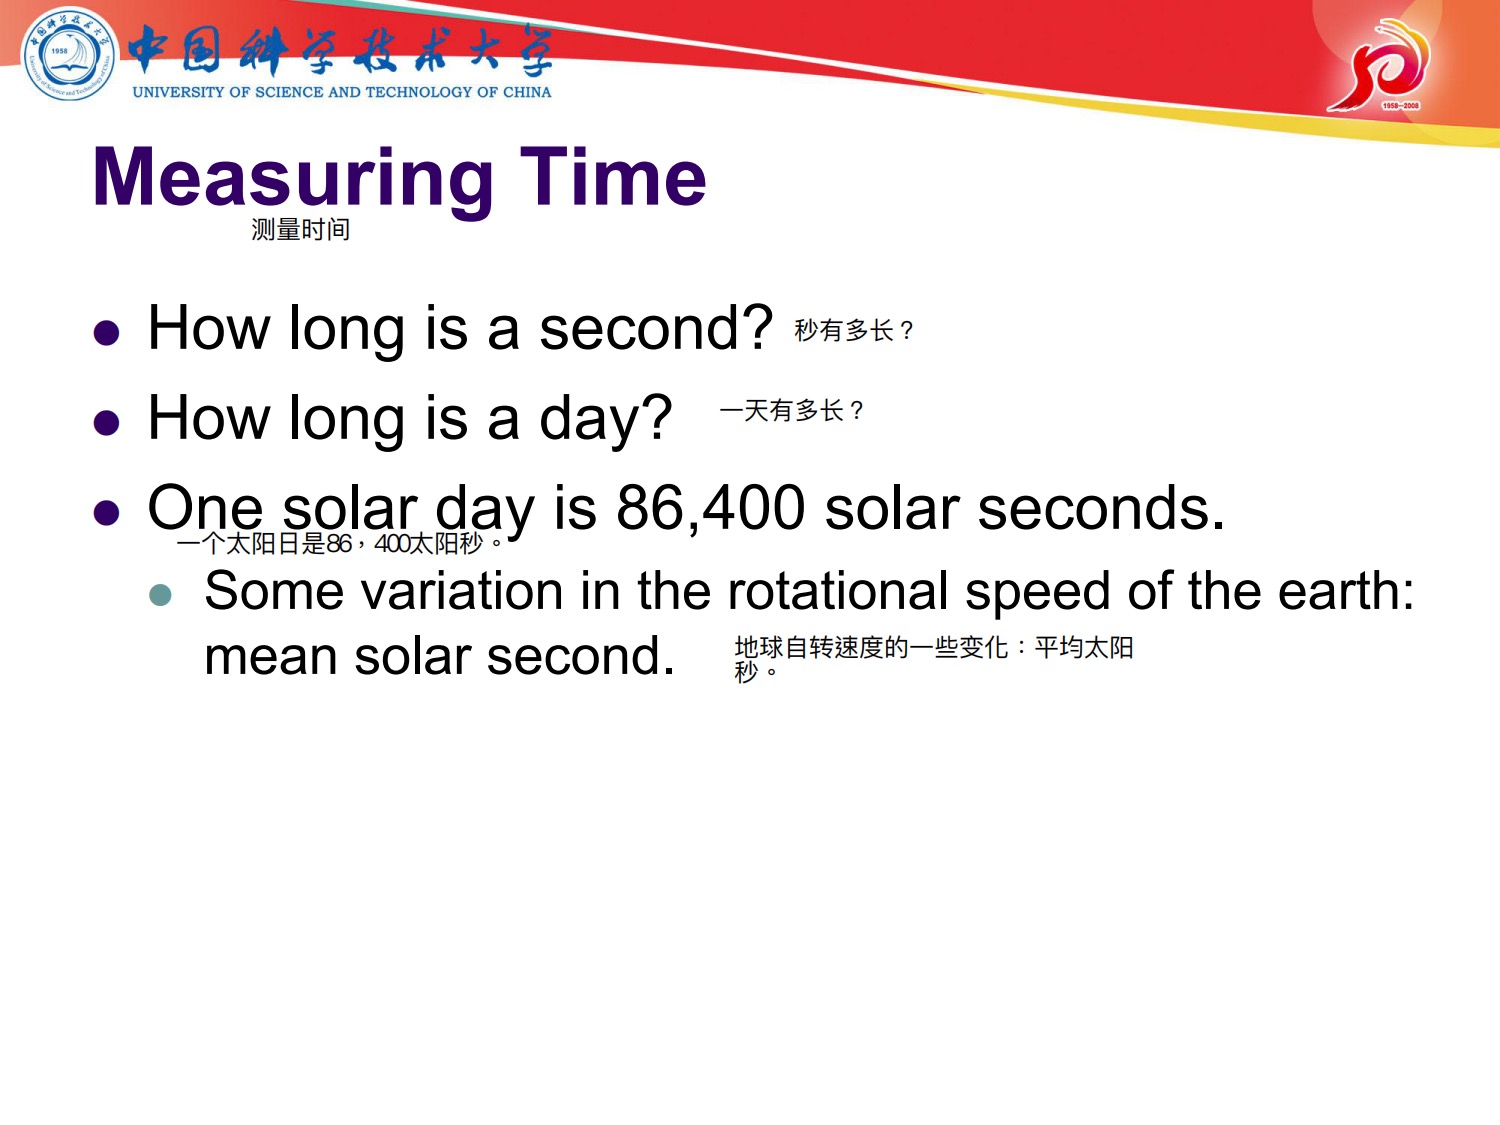 中国科学技术大学
UNIVERSITY OF SCIENCE AND TECHNOLOGY OF CHINA
1958
1958—2008
Measuring Time
测量时间
How long is a second?
秒有多长？
How long is a day?
一天有多长？
One solar day is 86,400 solar seconds.
一个太阳日是86，400太阳秒。
Some variation in the rotational speed of the earth:
mean solar second.
地球自转速度的一些变化：平均太阳
秒。